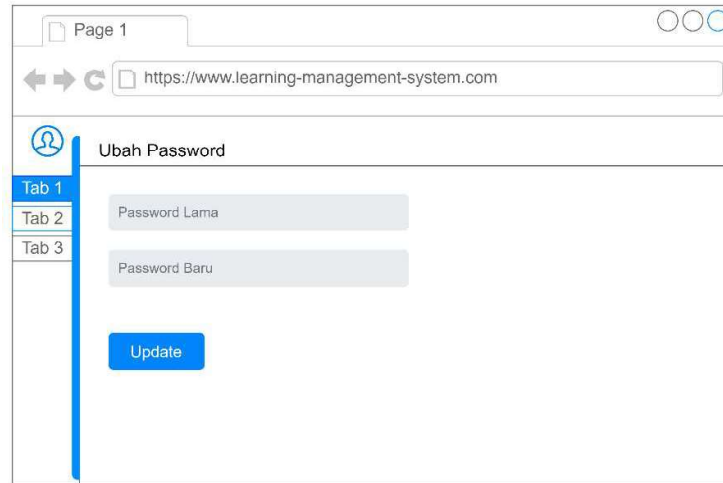 Page 1
https://www.learning-management-system.com
Ubah Password
Tab 1
Tab 2
Tab 3
Password Lama
Password Baru
Update